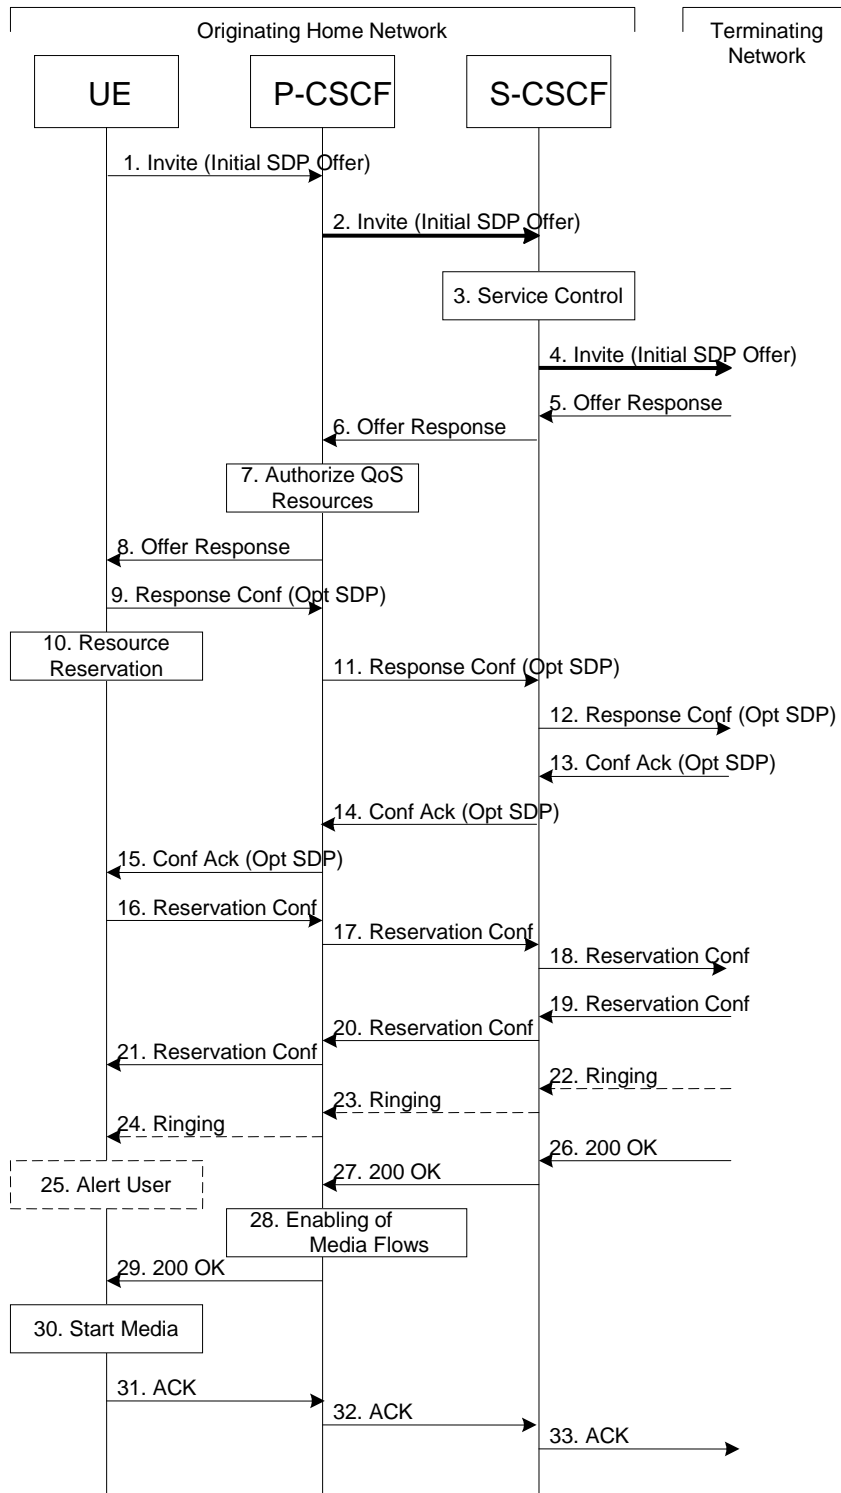 Originating Home Network
Terminating
Network
UE
P-CSCF
S-CSCF
1. Invite (Initial SDP Offer)
2. Invite (Initial SDP Offer)
3. Service Control
4. Invite (Initial SDP Offer)
5. Offer Response
6. Offer Response
7. Authorize QoS
Resources
8. Offer Response
9. Response Conf (Opt SDP)
10. Resource
Reservation
11. Response Conf (Opt SDP)
12. Response Conf (Opt SDP)
13. Conf Ack (Opt SDP)
14. Conf Ack (Opt SDP)
15. Conf Ack (Opt SDP)
16. Reservation Conf
17. Reservation Conf
18. Reservation Conf
19. Reservation Conf
20. Reservation Conf
21. Reservation Conf
22. Ringing
23. Ringing
24. Ringing
25. Alert User
26. 200 OK
27. 200 OK
28. Enabling of
Media Flows
29. 200 OK
30. Start Media
31. ACK
32. ACK
33. ACK